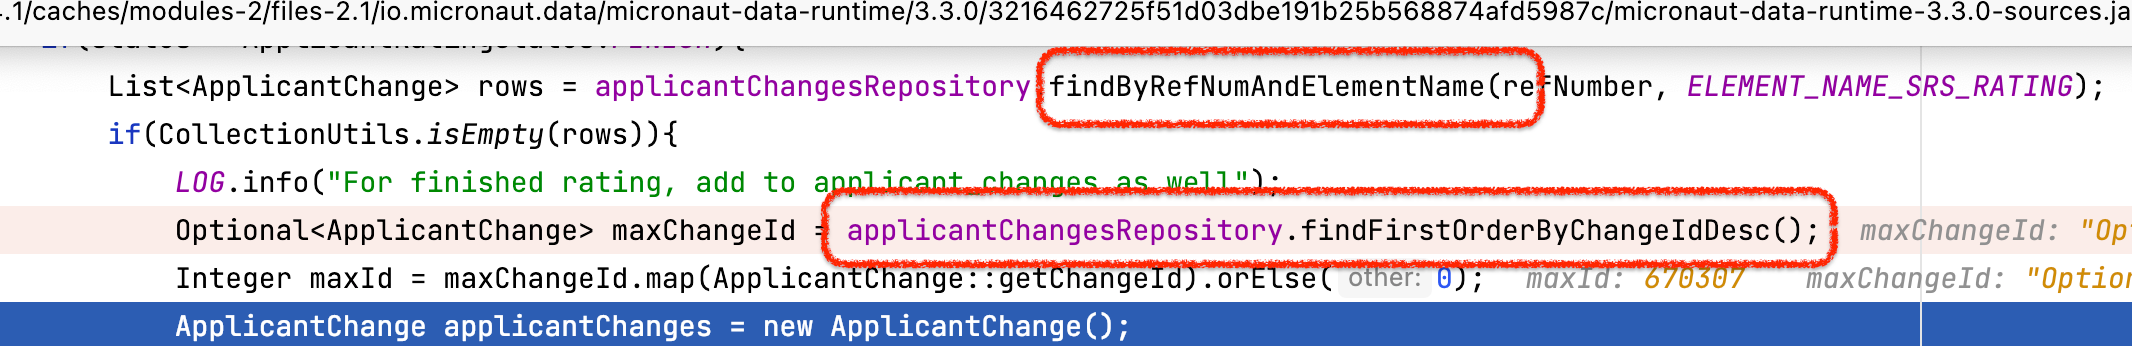 .1/caches/modules-2/files-2.1/io.micronaut.data/micronaut-data-runtime/3.3.0/3216462725f51d03dbe191b25b568874afd5987c/micronaut-data-runtime-3.3.0-sources.ja
List<ApplicantChange> rows = applicantChangesRepository findByRefNumAndElementName(refNumber, ELEMENT_NAME_SRS_RATING);
if(CollectionUtils.isEmpty(rows)){
LOG.info("For finished rating, add to applicant_changes as well");
Optional<ApplicantChange> maxChangeId = applicantChangesRepository.findFirstOrderByChangeIdDesc(); maxChangeId: "Op
Integer maxId = maxChangeId.map(ApplicantChange::getChangeId).orElse( other: 0); maxId: 670307 maxChangeId: "Option
ApplicantChange applicantChanges = new ApplicantChange();